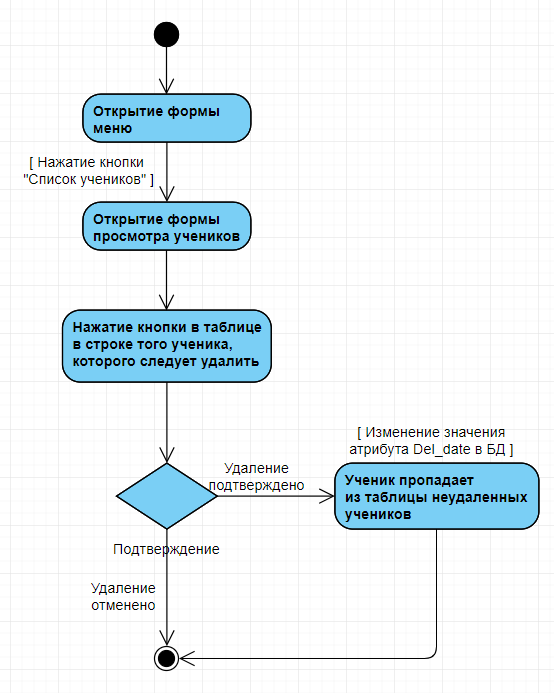 Открытие формы
меню
[ Нажатие кнопки
"Список учеников" ]
Открытие формы
просмотра учеников
Нажатие кнопки в таблице
в строке того ученика,
которого следует удалить
[ Изменение значения
атрибута Del_date в БД ]
Удаление
подтверждено
Ученик пропадает
из таблицы неудаленных
учеников
Подтверждение
Удаление
отменено